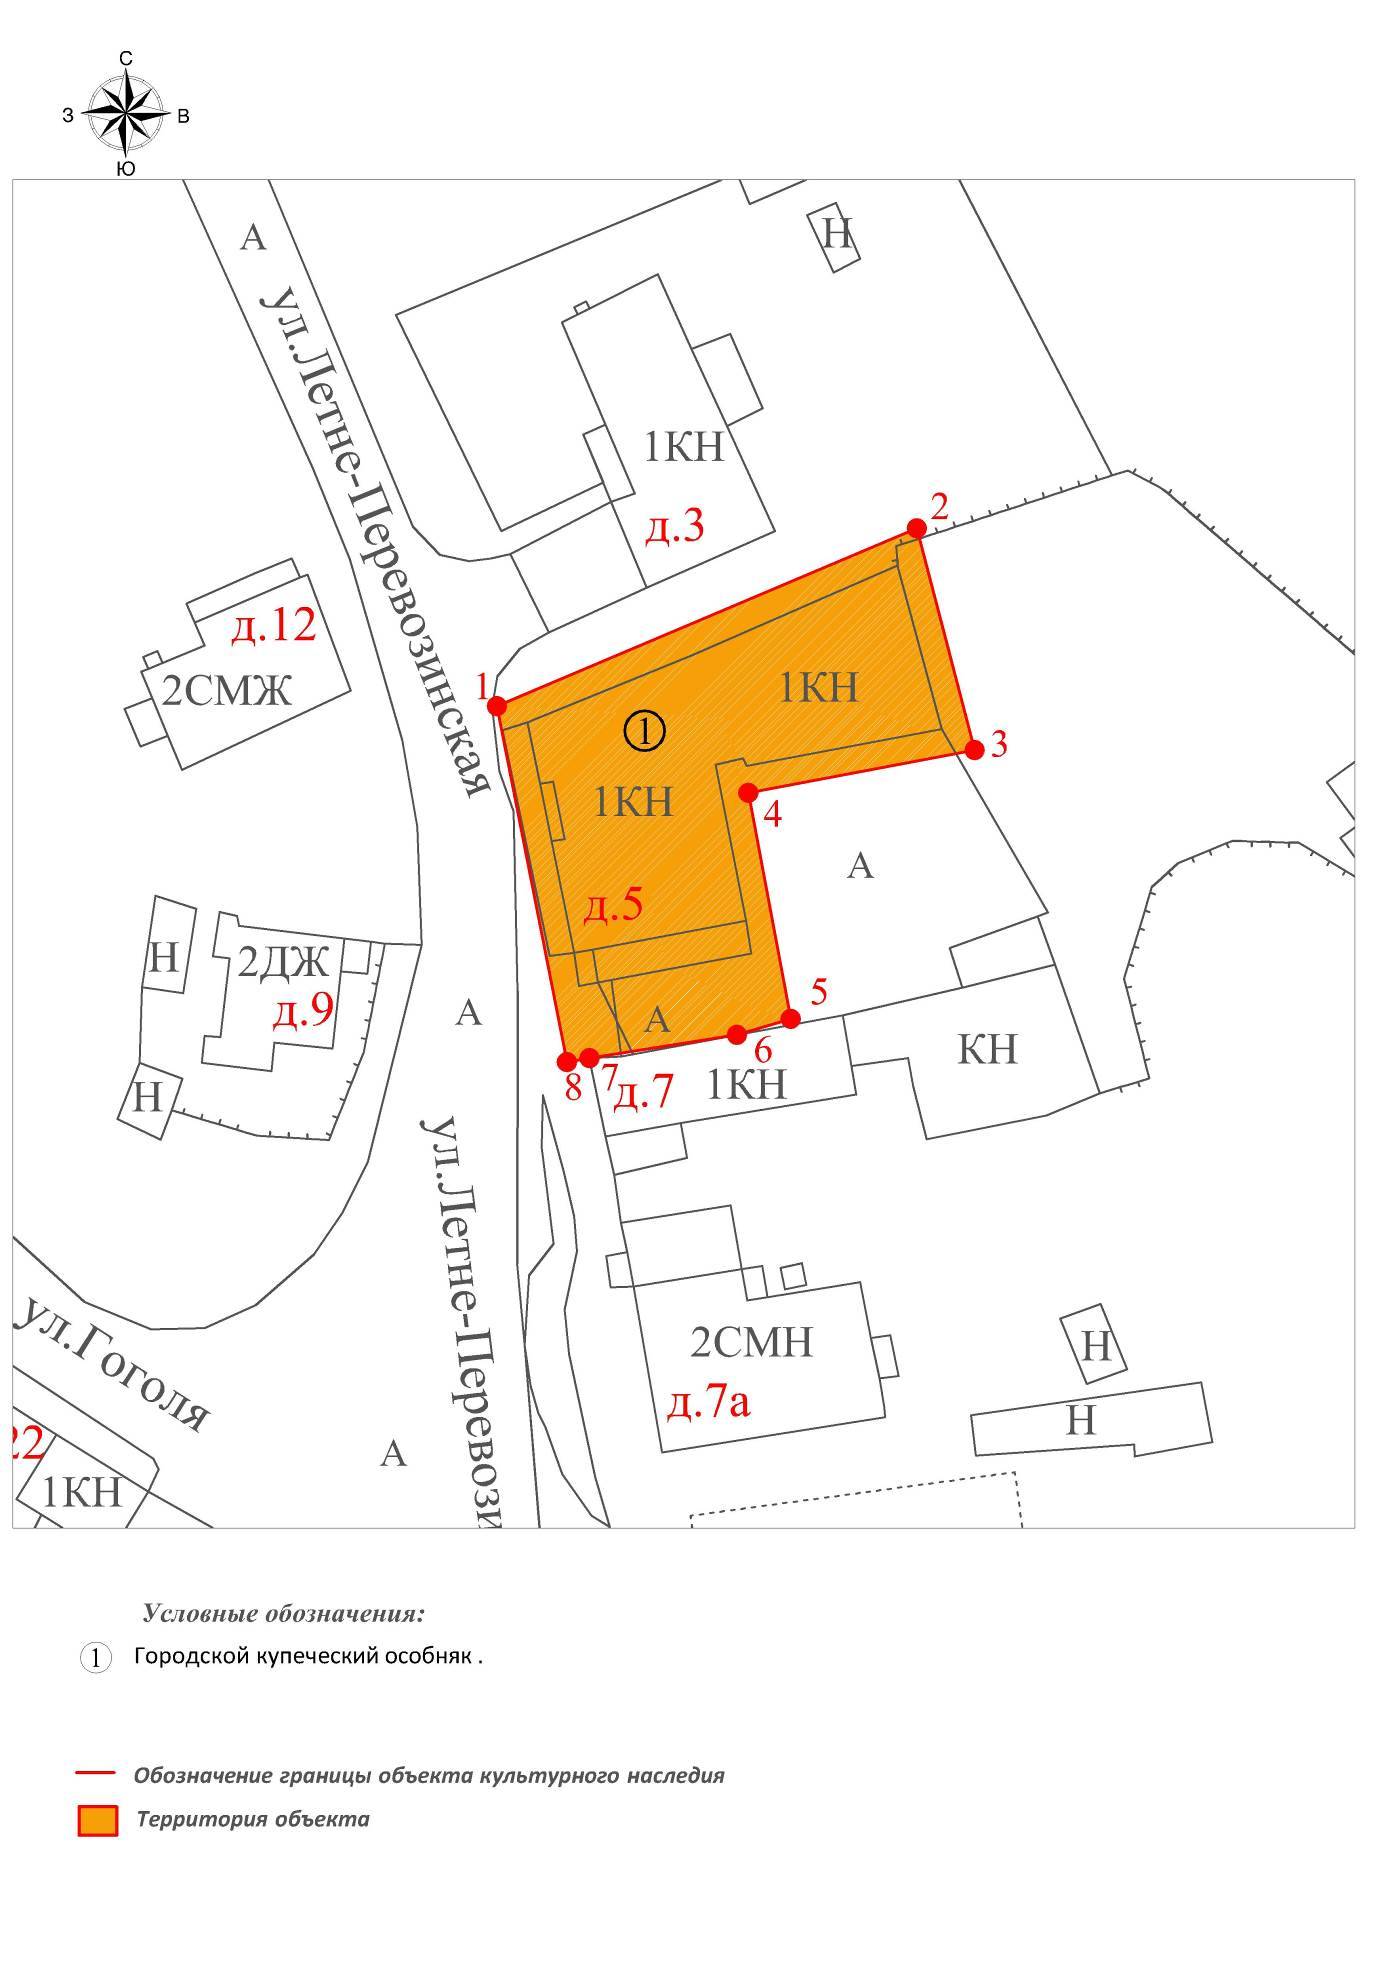 С
З
В
Ю
А
Н
ул.Летне-Перевозинская
1КН
д.3
2
д.12
2СМЖ
1
1КН
1
3
1КН
4
А
д.5
Н
2ДЖ
д.9
А
А
5
6
КН
7
8
д.7
1КН
Н
ул.Летне-Перевози
ул.Гоголя
2СМН
Н
д.7а
Н
22
А
1КН
Условные обозначения:
1 Городской купеческий особняк .
Обозначение границы объекта культурного наследия
Территория объекта